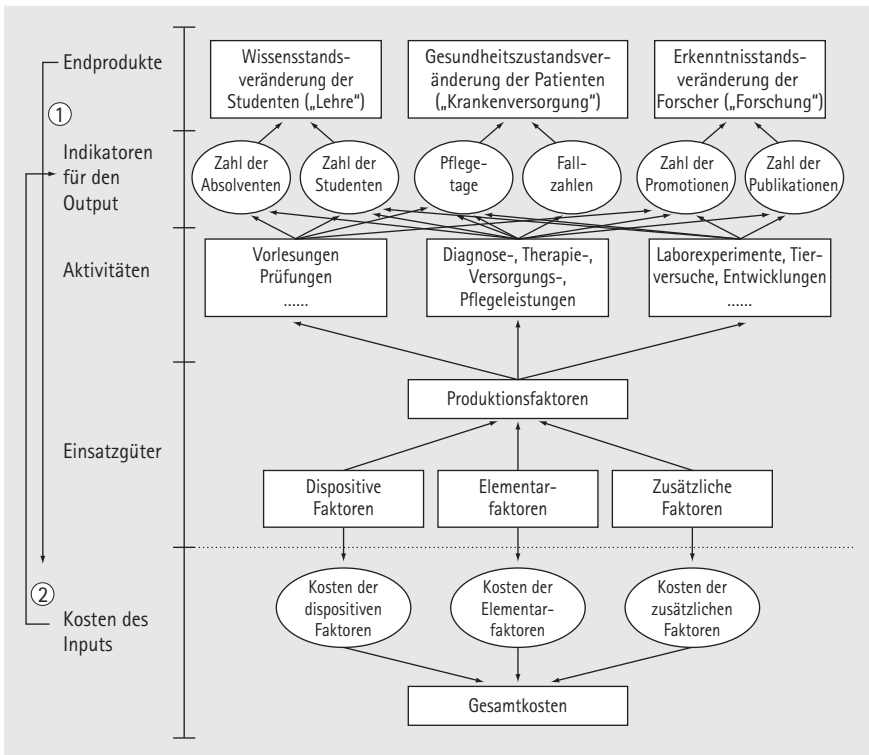 Endprodukte
Wissensstands-
veränderung der
Studenten („Lehre“)
Gesundheitszustandsver-
änderung der Patienten
(„Krankenversorgung“)
Erkenntnisstands-
veränderung der
Forscher („Forschung“)
1
Indikatoren
für den
Output
Zahl der
Absolventen
Zahl der
Studenten
Pflege-
tage
Fall-
zahlen
Zahl der
Promotionen
Zahl der
Publikationen
Aktivitäten
Vorlesungen
Prüfungen
......
Diagnose-, Therapie-,
Versorgungs-,
Pflegeleistungen
Laborexperimente, Tier-
versuche, Entwicklungen
......
Produktionsfaktoren
Einsatzgüter
Dispositive
Faktoren
Elementar-
faktoren
Zusätzliche
Faktoren
2
Kosten des
Inputs
Kosten der
dispositiven
Faktoren
Kosten der
Elementar-
faktoren
Kosten der
zusätzlichen
Faktoren
Gesamtkosten